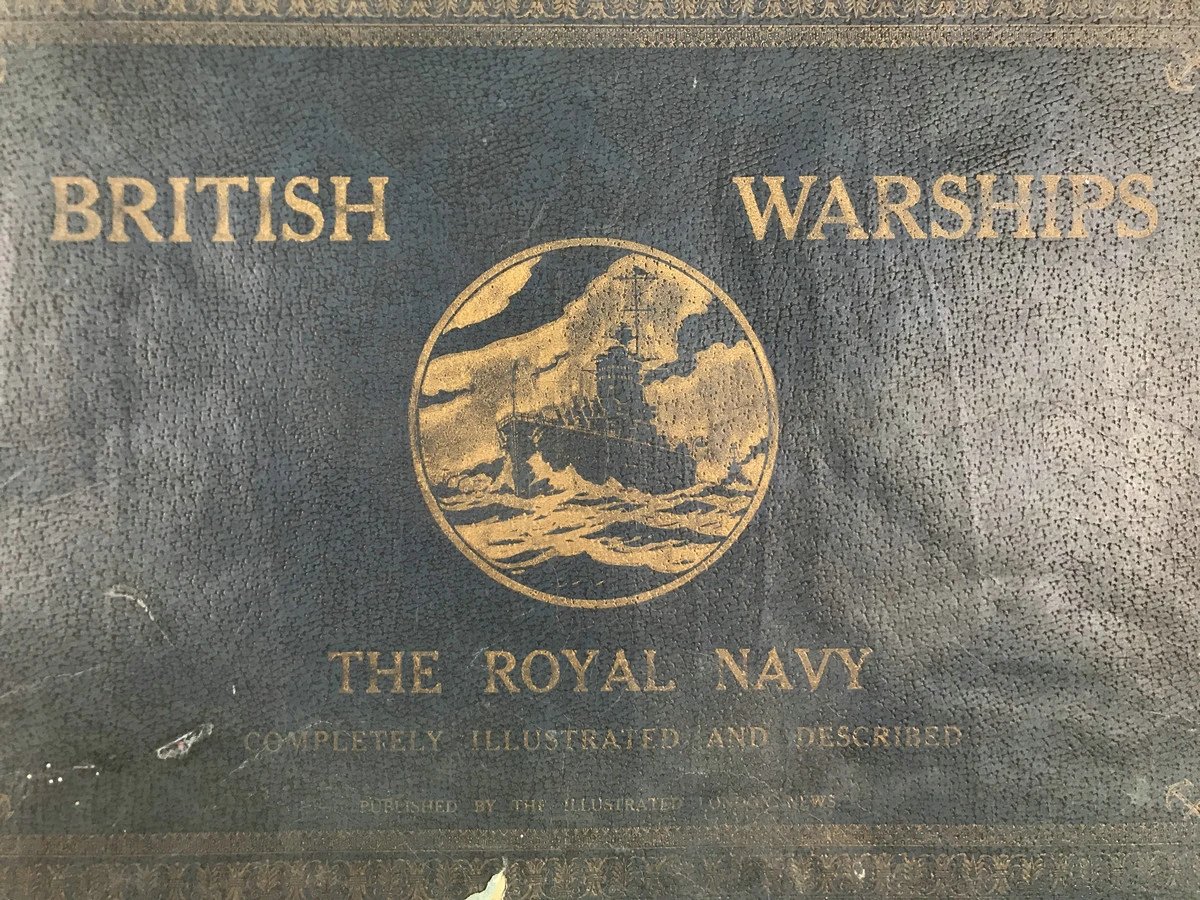 BRITISH WARSHIPS
THE ROYAL NAVY
COMPLETELY ILLUSTRATED AND DESCRIBED
PUBLISHED BY THE ILLUSTRATED LONDON NEWS